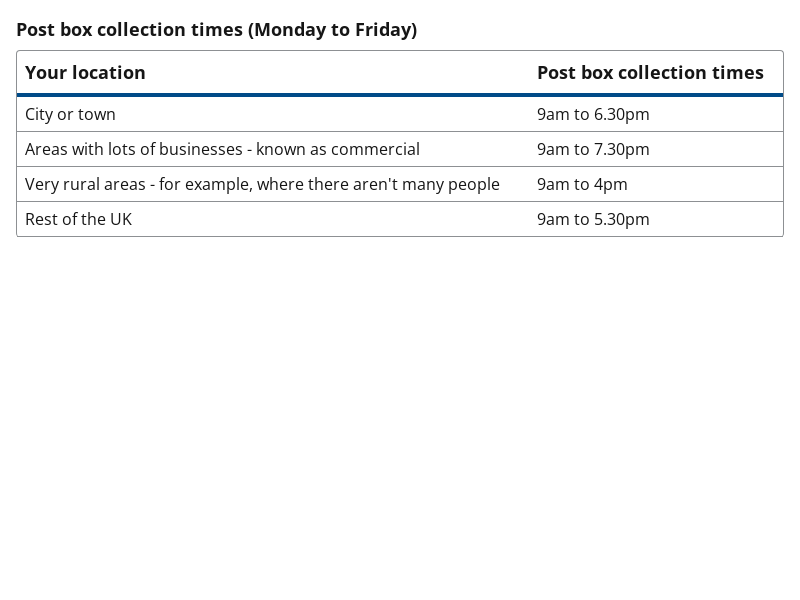 Post box collection times (Monday to Friday)
Your location Post box collection times
City or town 9am to 6.30pm
Areas with lots of businesses - known as commercial 9am to 7.30pm
Very rural areas - for example, where there aren't many people 9am to 4pm
Rest of the UK 9am to 5.30pm